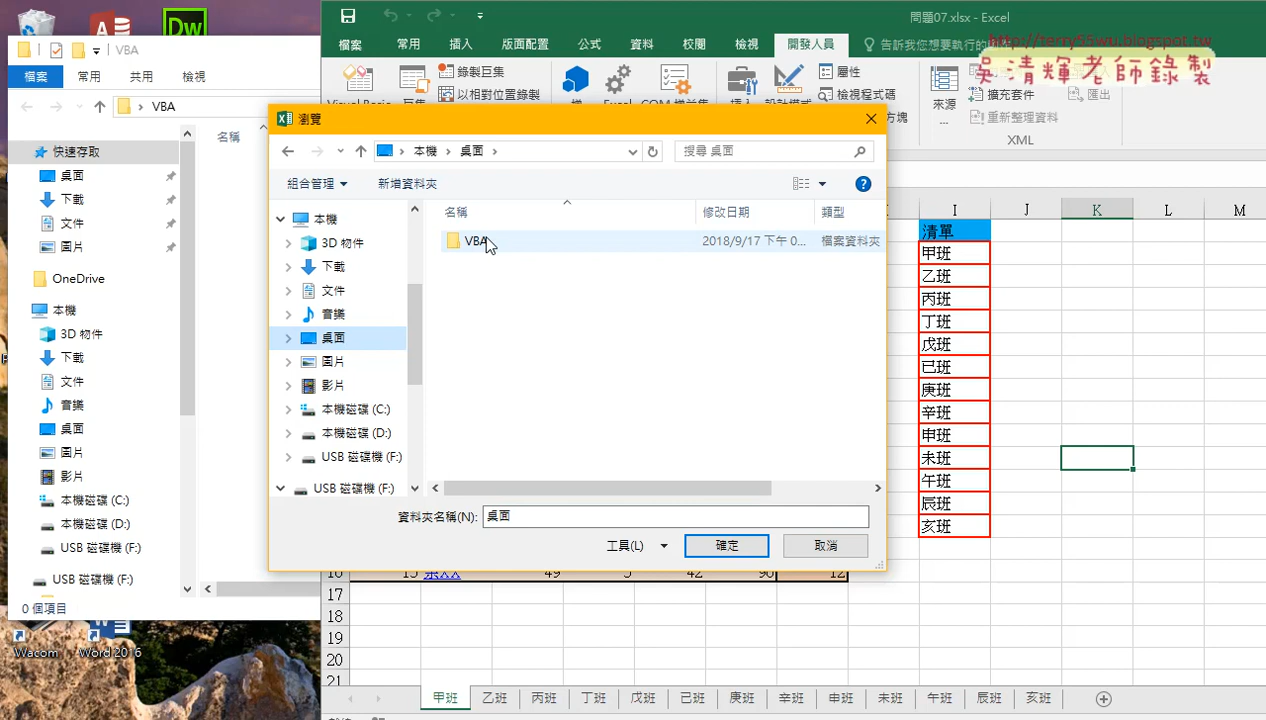 問題07.xlsx - Excel
檔案 常用 插入 版面配置 公式 資料 校閱 檢視 開發人員 告訴我您想要執行的
http://terry55wu.blogspot.tw
吳清輝老師錄製
錄製巨集
以相對位置錄製
屬性
檢視程式碼
來源
...
擴充套件
重新整理資料
匯出
XML
VBA
檔案 常用 共用 檢視
VBA
名稱
快速存取
桌面
下載
文件
圖片
OneDrive
本機
3D 物件
下載
文件
音樂
桌面
圖片
影片
本機磁碟 (C:)
本機磁碟 (D:)
USB 磁碟機 (F:)
USB 磁碟機 (F:)
0 個項目
Wacom
Word 2016
瀏覽
本機 桌面
搜尋 桌面
組合管理 新增資料夾
名稱 修改日期 類型
VBA 2018/9/17 下午 0... 檔案資料夾
本機
3D 物件
下載
文件
音樂
桌面
圖片
影片
本機磁碟 (C:)
本機磁碟 (D:)
USB 磁碟機 (F:)
USB 磁碟機 (F:)
資料夾名稱(N): 桌面
工具(L) 確定 取消
I J K L M
清單
甲班
乙班
丙班
丁班
戊班
已班
庚班
辛班
申班
未班
午班
辰班
亥班
17
18
19
20
21
甲班 乙班 丙班 丁班 戊班 己班 庚班 辛班 申班 未班 午班 辰班 亥班